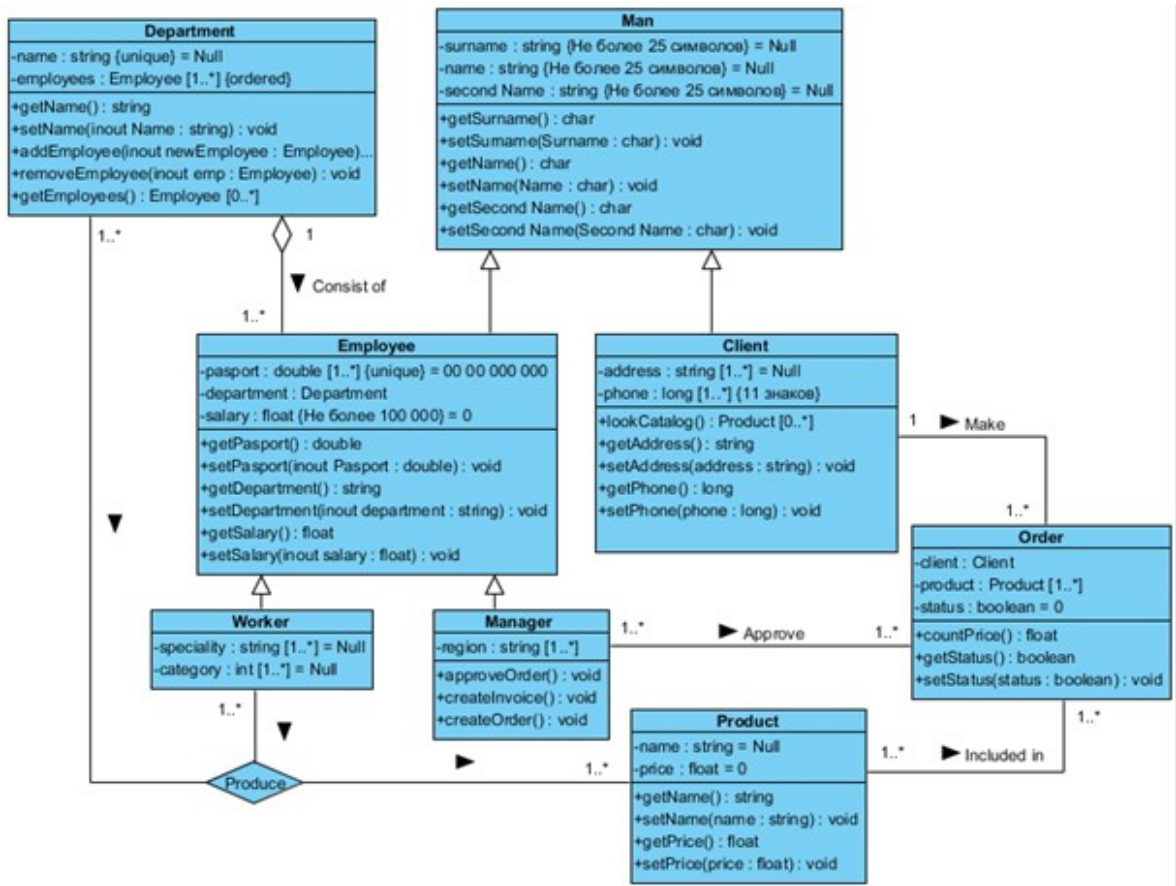 Department
-name : string {unique} = Null
-employees : Employee [1..*] {ordered}
+getName() : string
+setName(inout Name : string) : void
+addEmployee(inout newEmployee : Employee)...
+removeEmployee(inout emp : Employee) : void
+getEmployees() : Employee [0..*]
Man
-surname : string {Не более 25 символов} = Null
-name : string {Не более 25 символов} = Null
-second Name : string {Не более 25 символов} = Null
+getSurname() : char
+setSurname(Surname : char) : void
+getName() : char
+setName(Name : char) : void
+getSecond Name() : char
+setSecond Name(Second Name : char) : void
1..*
1
Consist of
1..*
Employee
-pasport : double [1..*] {unique} = 00 00 000 000
-department : Department
-salary : float {Не более 100 000} = 0
+getPasport() : double
+setPasport(inout Pasport : double) : void
+getDepartment() : string
+setDepartment(inout department : string) : void
+getSalary() : float
+setSalary(inout salary : float) : void
Client
-address : string [1..*] = Null
-phone : long [1..*] {11 знаков}
+lookCatalog() : Product [0..*]
+getAddress() : string
+setAddress(address : string) : void
+getPhone() : long
+setPhone(phone : long) : void
1
Make
1..*
Order
-client : Client
-product : Product [1..*]
-status : boolean = 0
+countPrice() : float
+getStatus() : boolean
+setStatus(status : boolean) : void
Worker
-speciality : string [1..*] = Null
-category : int [1..*] = Null
Manager
-region : string [1..*]
+approveOrder() : void
+createInvoice() : void
+createOrder() : void
1..*
Approve
1..*
1..*
Produce
1..*
Product
-name : string = Null
-price : float = 0
+getName() : string
+setName(name : string) : void
+getPrice() : float
+setPrice(price : float) : void
1..*
Included in
1..*